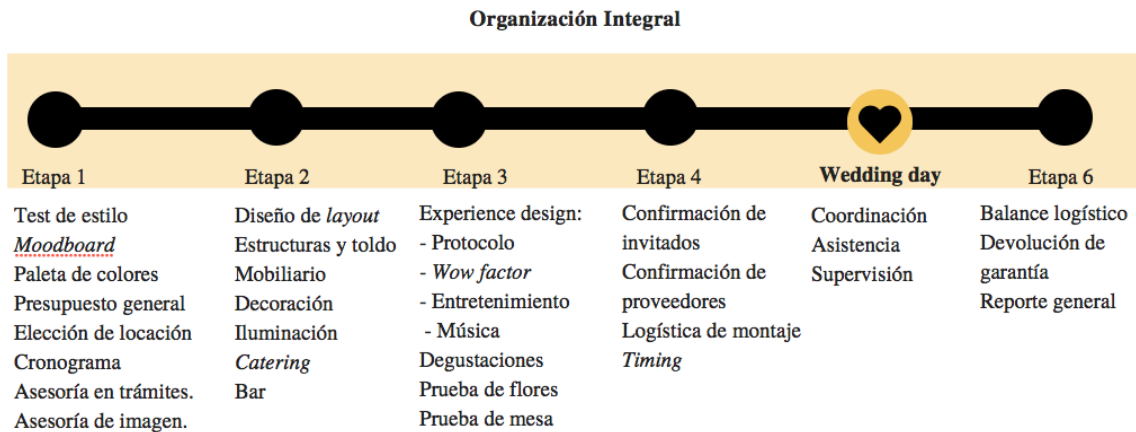 Organización Integral
Etapa 1
Test de estilo
Moodboard
Paleta de colores
Presupuesto general
Elección de locación
Cronograma
Asesoría en trámites.
Asesoría de imagen.
Etapa 2
Diseño de layout
Estructuras y toldo
Mobiliario
Decoración
Iluminación
Catering
Bar
Etapa 3
Experience design:
- Protocolo
- Wow factor
- Entretenimiento
- Música
Degustaciones
Prueba de flores
Prueba de mesa
Etapa 4
Confirmación de
invitados
Confirmación de
proveedores
Logística de montaje
Timing
Wedding day
Coordinación
Asistencia
Supervisión
Etapa 6
Balance logístico
Devolución de
garantía
Reporte general